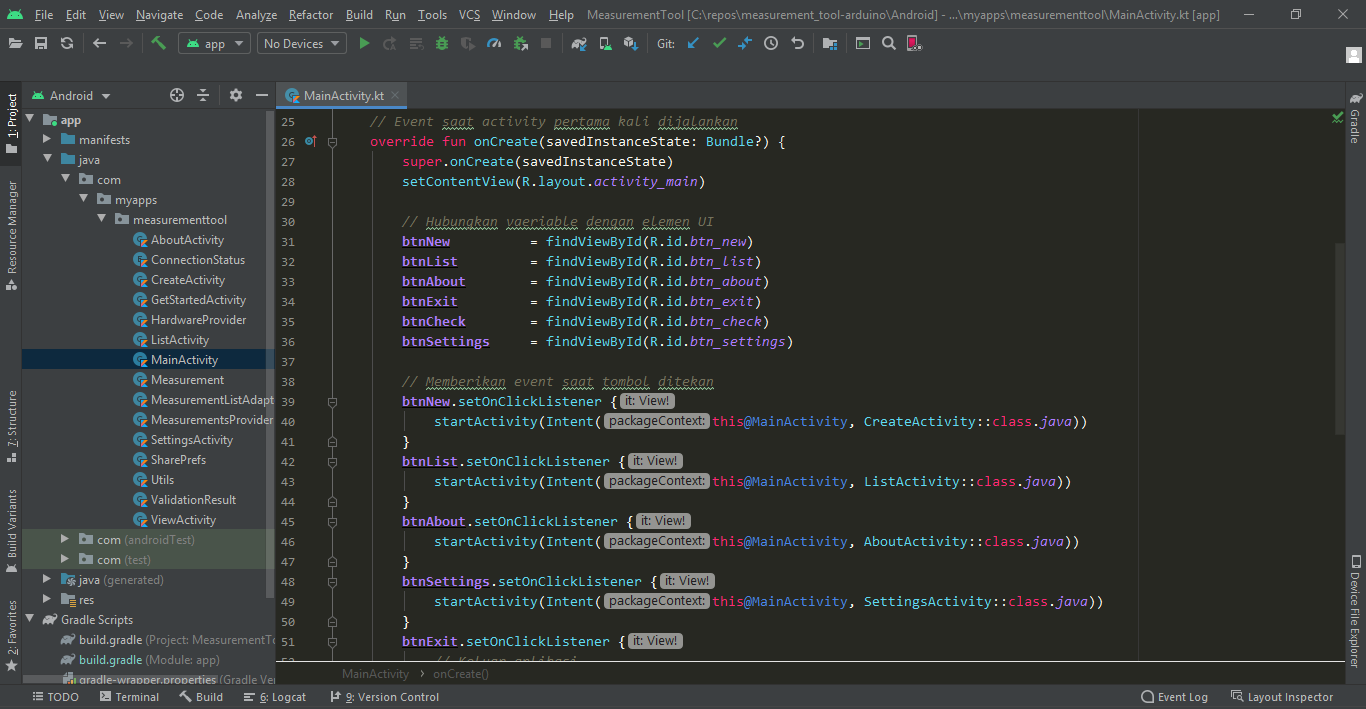 File Edit View Navigate Code Analyze Refactor Build Run Tools VCS Window Help MeasurementTool [C:\repos\measurement_tool-arduino\Android] - ...\myapps\measurementtool\MainActivity.kt [app]
app No Devices Git:
Android MainActivity.kt
1: Project
Resource Manager
7: Structure
Build Variants
2: Favorites
app
manifests
java
com
myapps
measurementtool
AboutActivity
ConnectionStatus
CreateActivity
GetStartedActivity
HardwareProvider
ListActivity
MainActivity
Measurement
MeasurementListAdapt
MeasurementsProvider
SettingsActivity
SharePrefs
Utils
ValidationResult
ViewActivity
com (androidTest)
com (test)
java (generated)
res
Gradle Scripts
build.gradle (Project: MeasurementTo
build.gradle (Module: app)
gradle-wrapper.properties (Gradle Ver
25 // Event saat activity pertama kali dijalankan
26 override fun onCreate(savedInstanceState: Bundle?) {
27 super.onCreate(savedInstanceState)
28 setContentView(R.layout.activity_main)
29
30 // Hubungkan vaeriable dengan elemen UI
31 btnNew = findViewById(R.id.btn_new)
32 btnList = findViewById(R.id.btn_list)
33 btnAbout = findViewById(R.id.btn_about)
34 btnExit = findViewById(R.id.btn_exit)
35 btnCheck = findViewById(R.id.btn_check)
36 btnSettings = findViewById(R.id.btn_settings)
37
38 // Memberikan event saat tombol ditekan
39 btnNew.setOnClickListener { it: View!
40 startActivity(Intent( packageContext: this@MainActivity, CreateActivity::class.java))
41 }
42 btnList.setOnClickListener { it: View!
43 startActivity(Intent( packageContext: this@MainActivity, ListActivity::class.java))
44 }
45 btnAbout.setOnClickListener { it: View!
46 startActivity(Intent( packageContext: this@MainActivity, AboutActivity::class.java))
47 }
48 btnSettings.setOnClickListener { it: View!
49 startActivity(Intent( packageContext: this@MainActivity, SettingsActivity::class.java))
50 }
51 btnExit.setOnClickListener { it: View!
52 // Keluar aplikasi
MainActivity › onCreate()
Gradle
Device File Explorer
TODO Terminal Build 6: Logcat 9: Version Control Event Log Layout Inspector